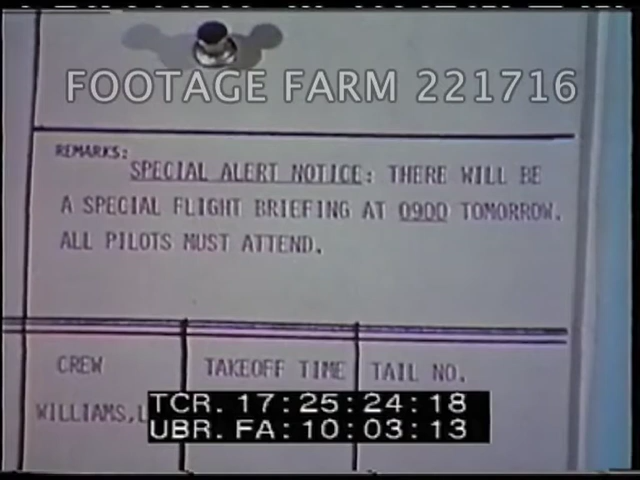 FOOTAGE FARM 221716
REMARKS:
SPECIAL ALERT NOTICE: THERE WILL BE
A SPECIAL FLIGHT BRIEFING AT 0900 TOMORROW.
ALL PILOTS MUST ATTEND.
CREW TAKEOFF TIME TAIL NO.
WILLIAMS, L
TCR. 17:25:24:18
UBR. FA:10:03:13